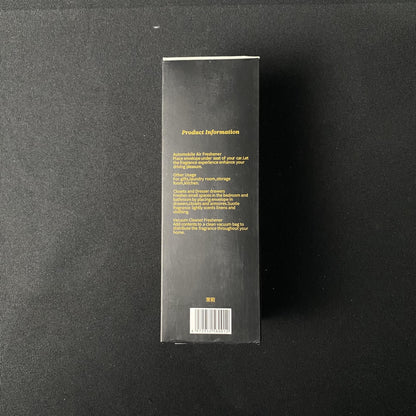 Product Information
Automobile Air Freshener
Place envelope under seat of your car.Let
the fragrance experience enhance your
driving pleasure.
Other Image
For gifts,laundry room,storage
room,kitchen.
Closets and Dresser drawers
Freshen small spaces in the bedroom and
bathroom by placing envelope in
drawers,closets and armoires.Suotle
fragrance lightly scents linens and
clothing.
Vacuum Cleaner Freshener
Add contents to a clean vacuum bag to
distribute the fragrance throughout your
home.